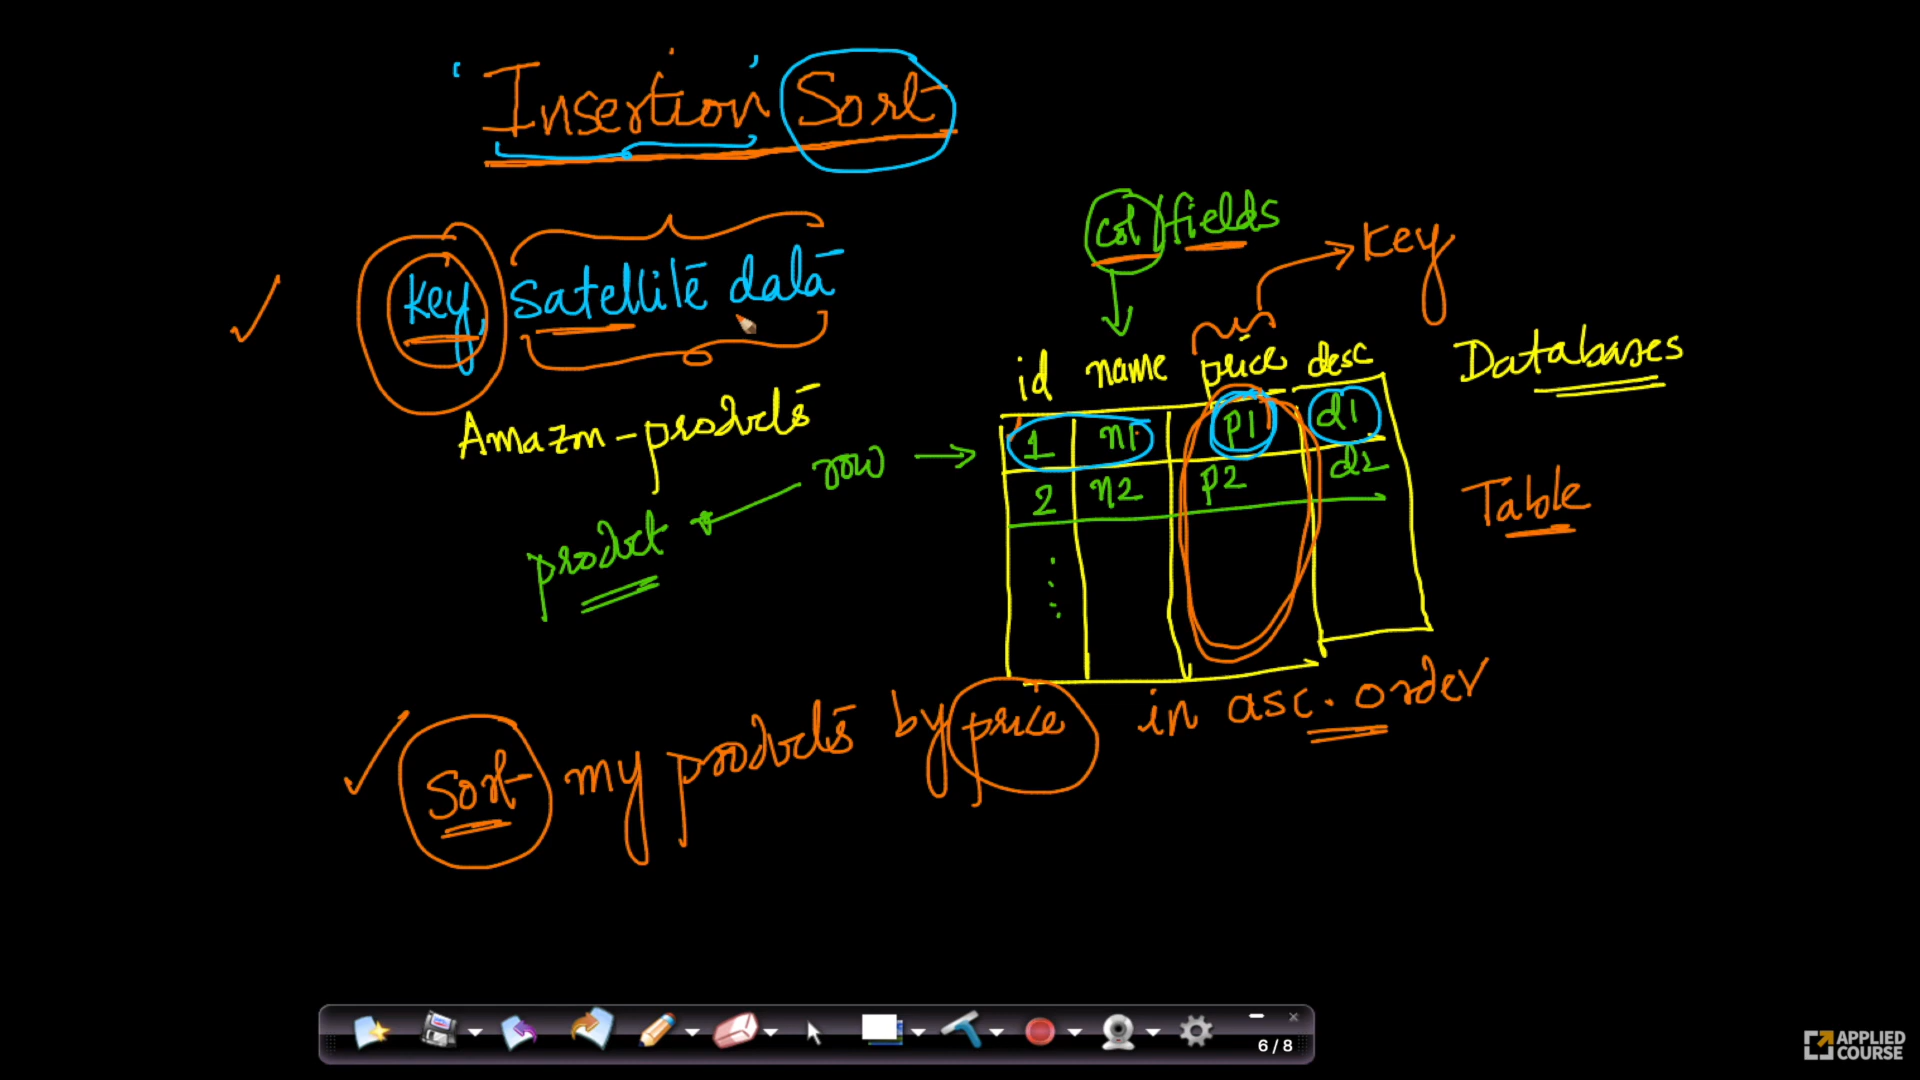 'Insertion' Sort
col/fields
key
key, satellite data
id name price desc
Databases
Amazon-products
1 n1 p1 d1
row
2 n2 p2 d2
Table
product
Sort my products by price in asc. order
6 / 8
APPLIED
COURSE